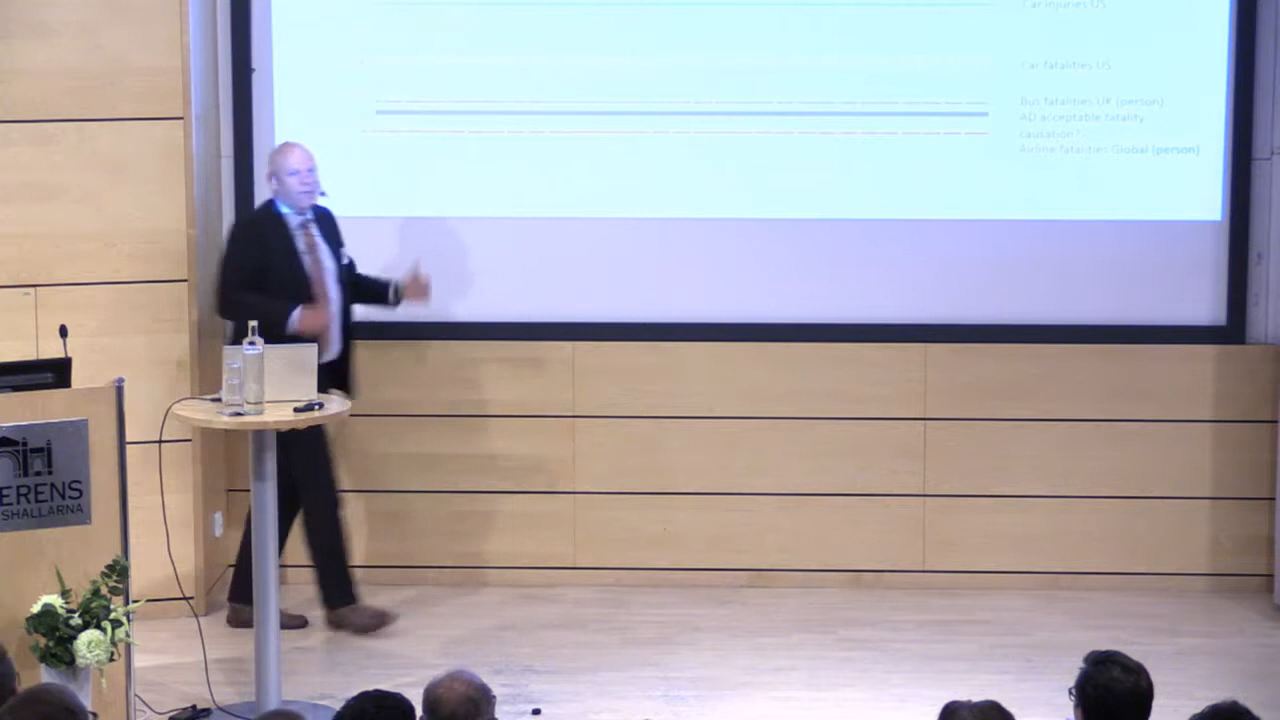 Car injuries US
Car fatalities US
Bus fatalities UK (person)
AD acceptable fatality
causation
Airline fatalities Global (person)
ERENS
SHALLARNA